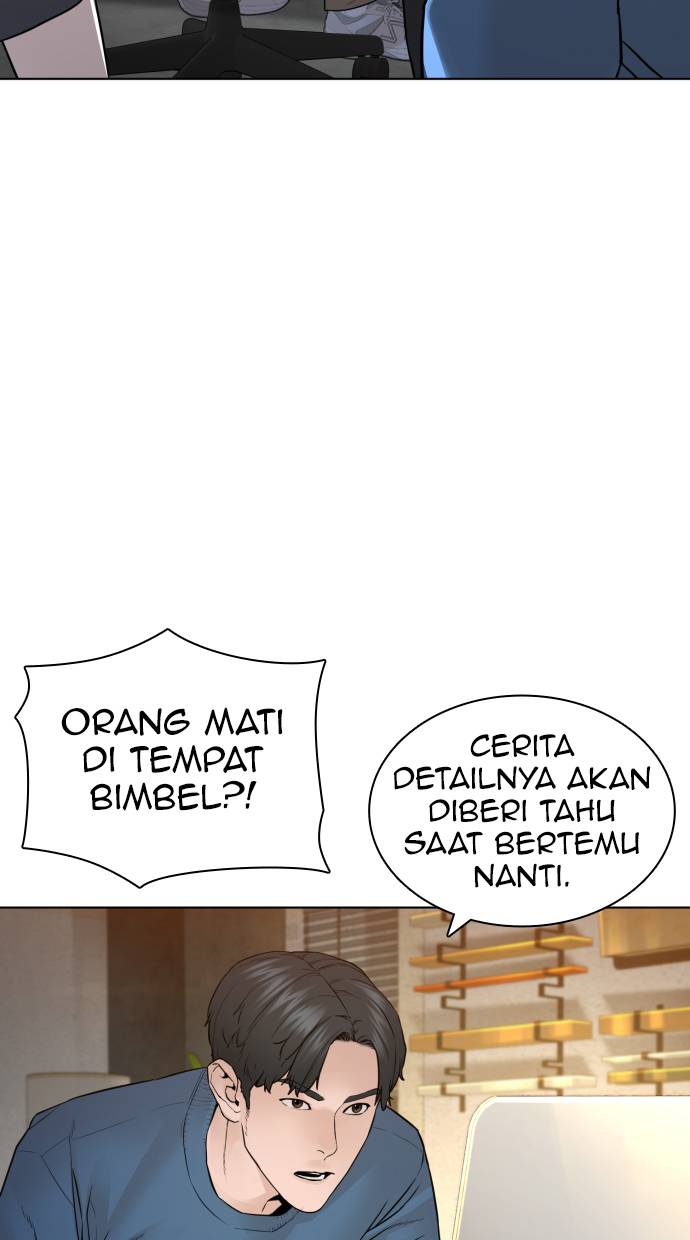 ORANG MATI
DI TEMPAT
BIMBEL?!
CERITA
DETAILNYA AKAN
DIBERI TAHU
SAAT BERTEMU
NANTI.